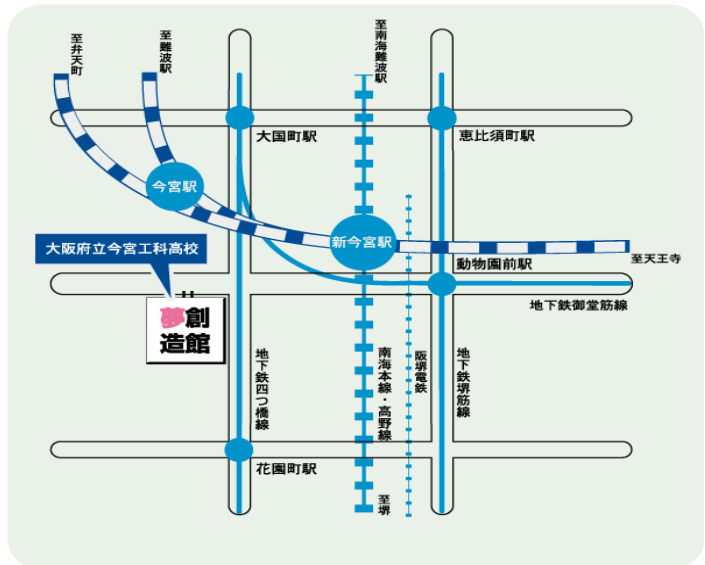 至弁天町
至難波駅
至南海難波駅
大国町駅
恵比須町駅
今宮駅
新今宮駅
大阪府立今宮工科高校
動物園前駅
至天王寺
地下鉄御堂筋線
夢創
造館
地下鉄四つ橋線
南海本線・高野線
阪堺電鉄
地下鉄堺筋線
花園町駅
至堺